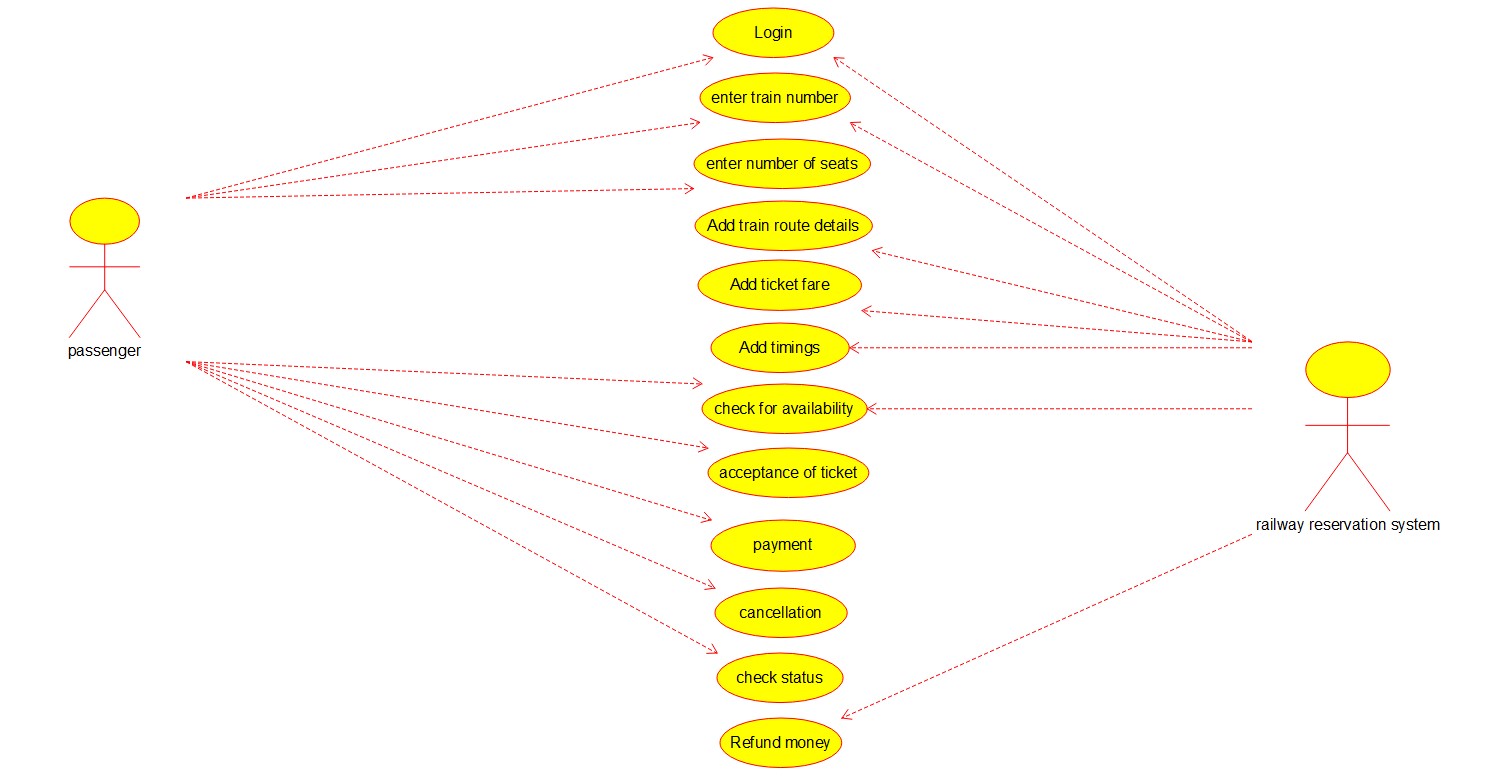 Login
enter train number
enter number of seats
Add train route details
Add ticket fare
Add timings
passenger
check for availability
acceptance of ticket
railway reservation system
payment
cancellation
check status
Refund money